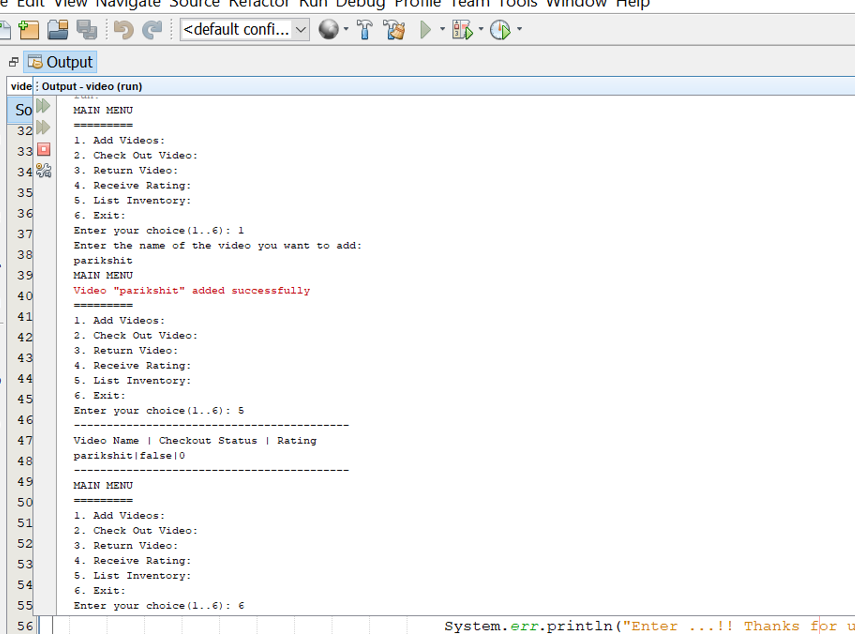 Edit View Navigate Source Refactor Run Debug Profile Team Tools Window Help
<default confi...
Output
vide
Output - video (run)
So
run:
MAIN MENU
=========
1. Add Videos:
2. Check Out Video:
3. Return Video:
4. Receive Rating:
5. List Inventory:
6. Exit:
Enter your choice(1..6): 1
Enter the name of the video you want to add:
parikshit
MAIN MENU
Video "parikshit" added successfully
=========
1. Add Videos:
2. Check Out Video:
3. Return Video:
4. Receive Rating:
5. List Inventory:
6. Exit:
Enter your choice(1..6): 5
------------------------------------------
Video Name | Checkout Status | Rating
parikshit|false|0
------------------------------------------
MAIN MENU
=========
1. Add Videos:
2. Check Out Video:
3. Return Video:
4. Receive Rating:
5. List Inventory:
6. Exit:
Enter your choice(1..6): 6
32
33
34
35
36
37
38
39
40
41
42
43
44
45
46
47
48
49
50
51
52
53
54
55
56
System.err.println("Enter ...!! Thanks for u